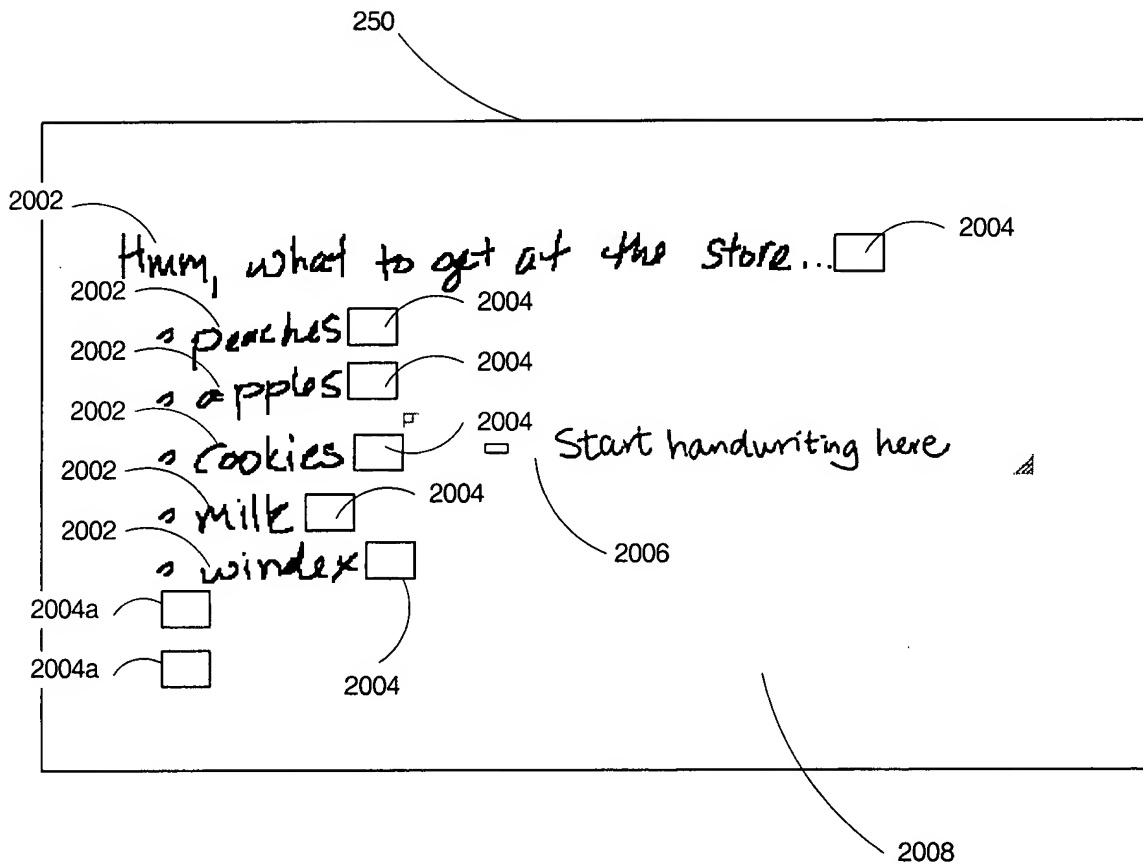 250
2002
Hmm, what to get at the store...
2004
2002
peaches
2004
2002
apples
2004
2002
cookies
2004
Start handwriting here
2002
milk
2004
2006
2002
windex
2004a
2004a
2004
2008